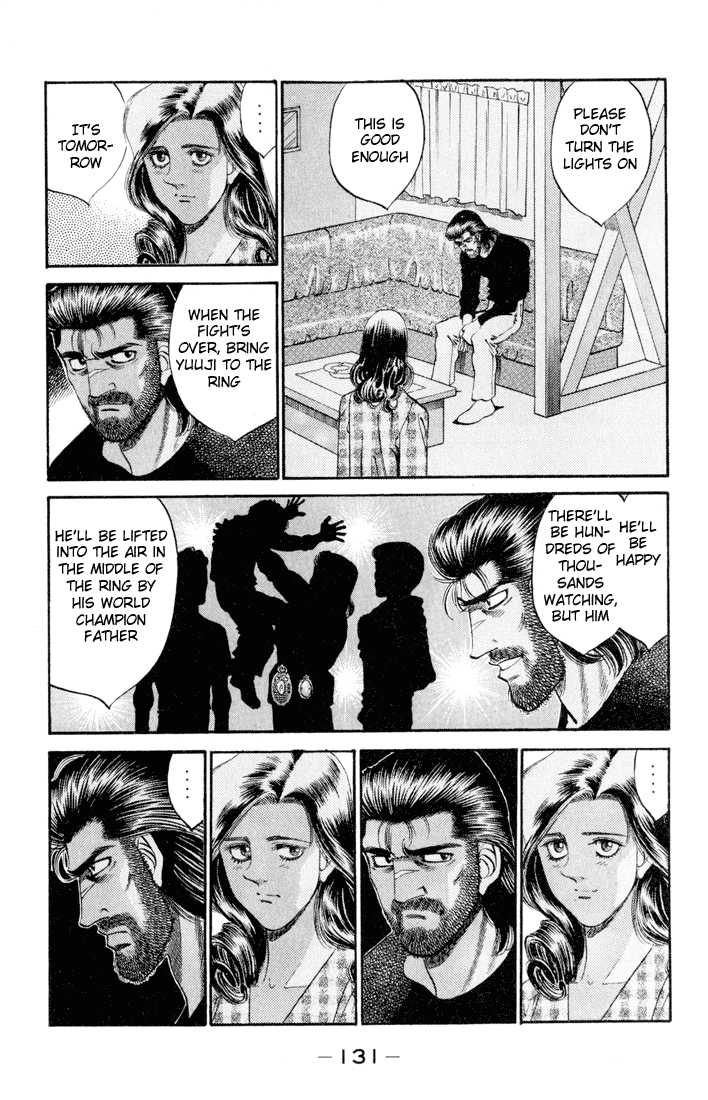 PLEASE
DON'T
TURN THE
LIGHTS ON
THIS IS
GOOD
ENOUGH
. . .
IT'S
TOMOR-
ROW
WHEN THE
FIGHT'S
OVER, BRING
YUUJI TO THE
RING
HE'LL
BE
HAPPY
THERE'LL
BE HUN-
DREDS OF
THOU-
SANDS
WATCHING,
BUT HIM
HE'LL BE LIFTED
INTO THE AIR IN
THE MIDDLE OF
THE RING BY
HIS WORLD
CHAMPION
FATHER
. . . .
. . . .
– 131 –